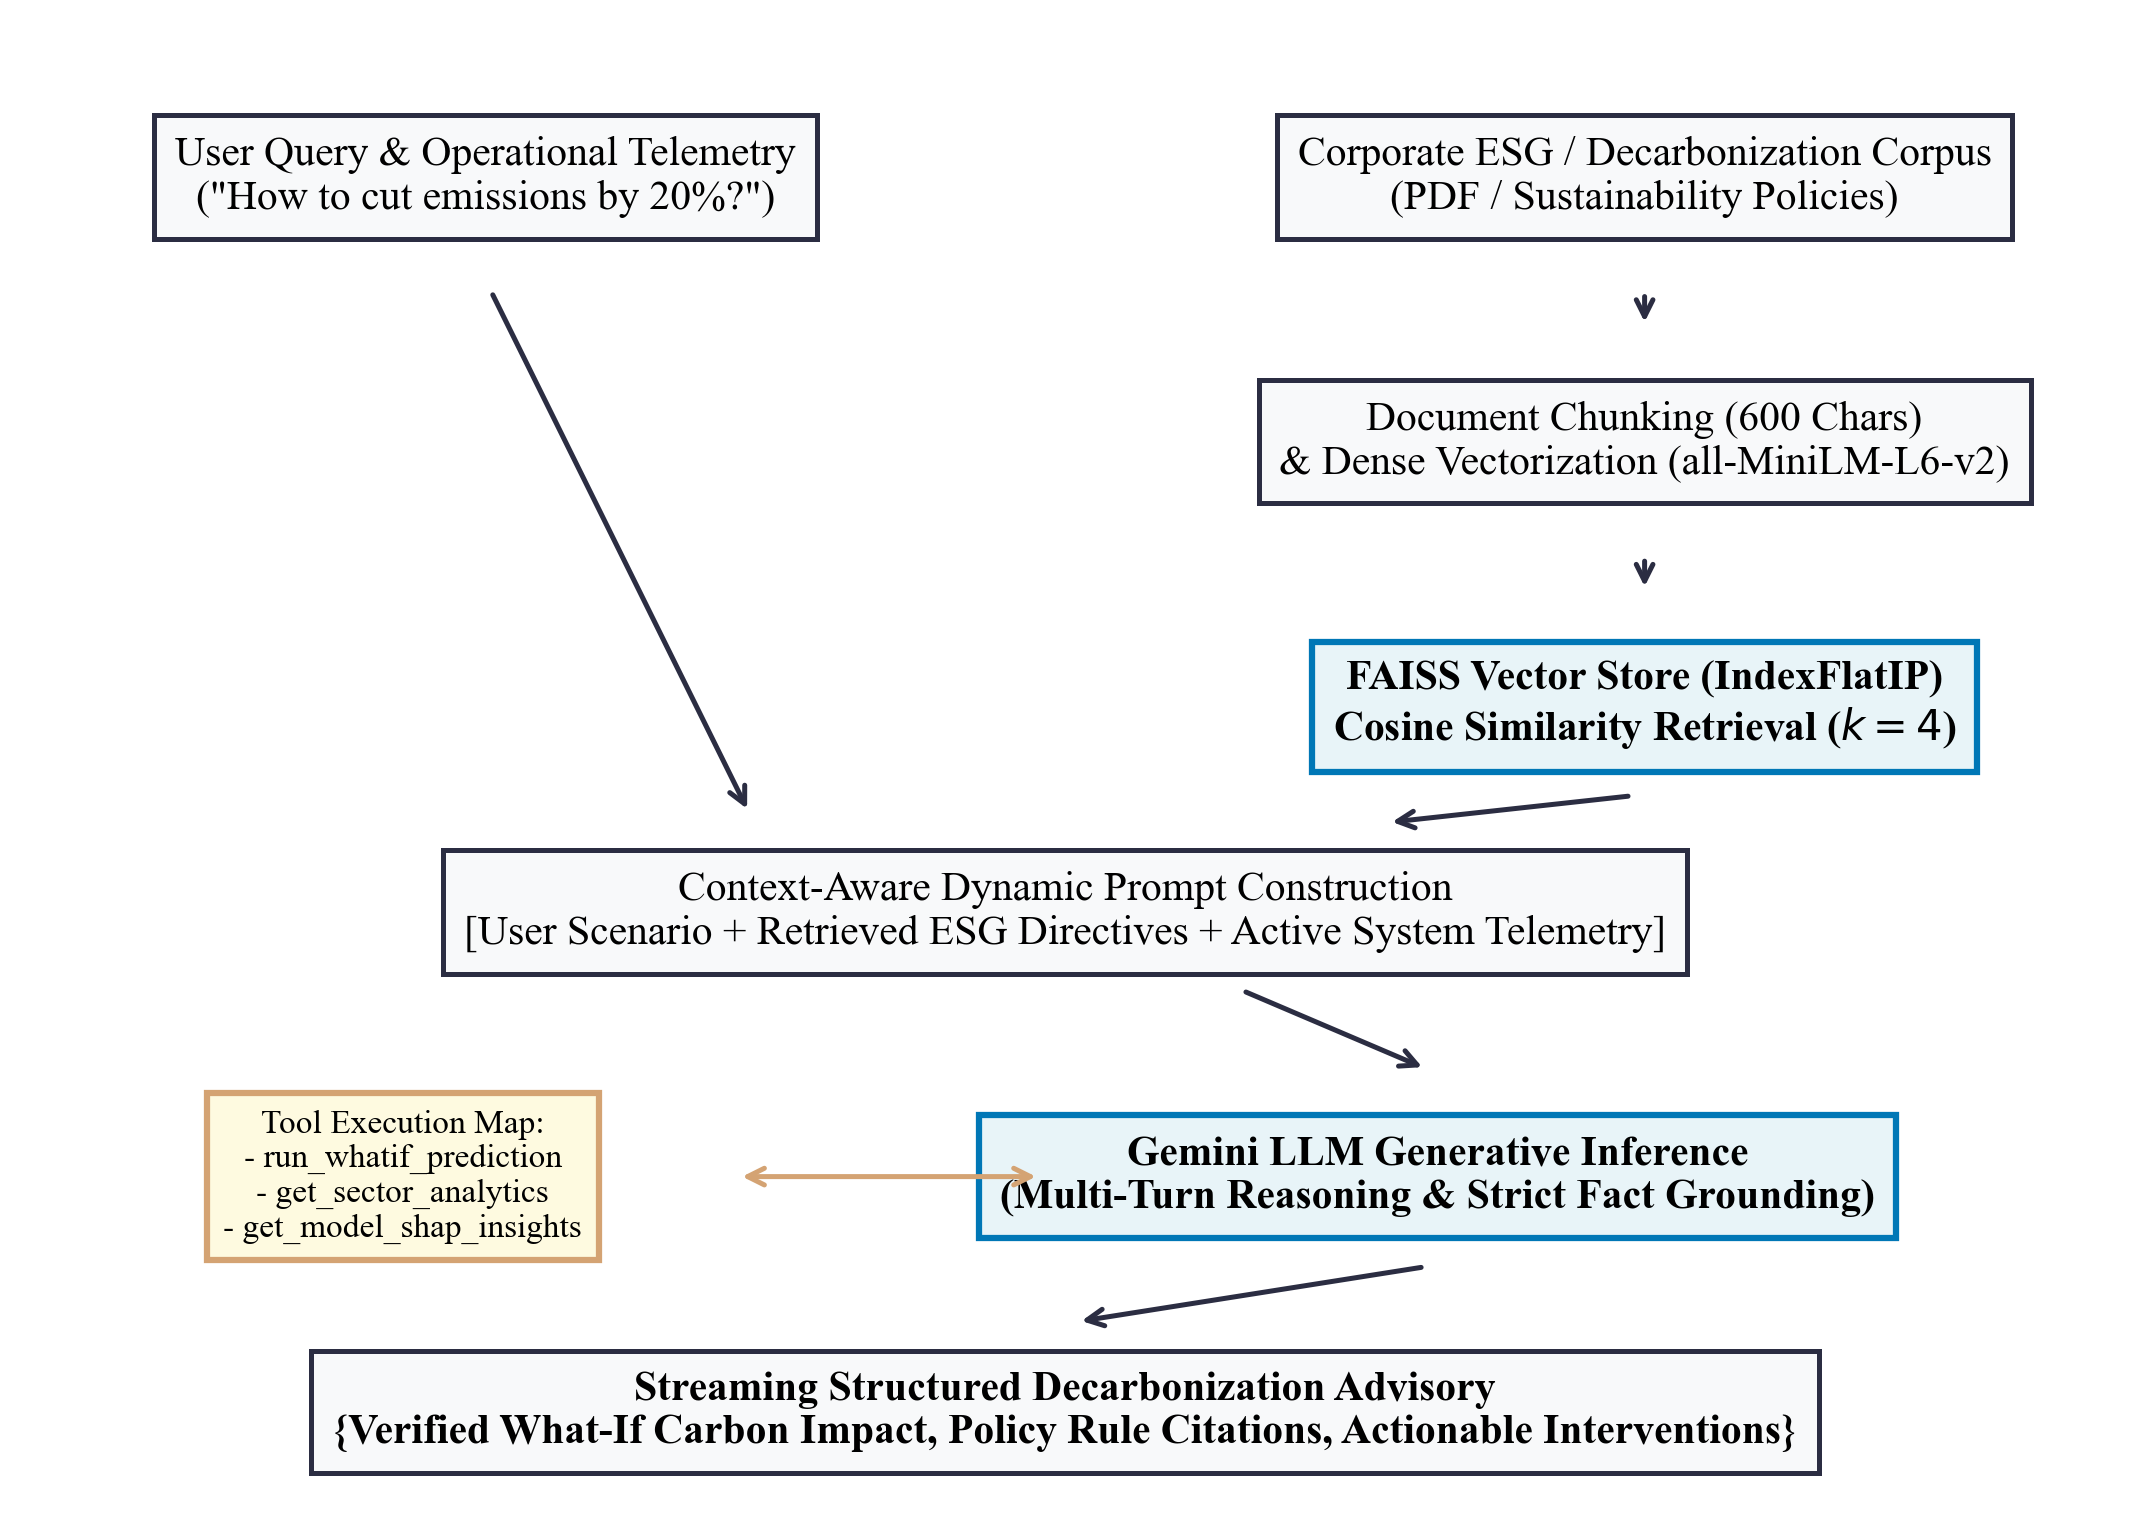 User Query & Operational Telemetry
("How to cut emissions by 20%?")
Corporate ESG / Decarbonization Corpus
(PDF / Sustainability Policies)
Document Chunking (600 Chars)
& Dense Vectorization (all-MiniLM-L6-v2)
FAISS Vector Store (IndexFlatIP)
Cosine Similarity Retrieval (k = 4)
Context-Aware Dynamic Prompt Construction
[User Scenario + Retrieved ESG Directives + Active System Telemetry]
Tool Execution Map:
- run_whatif_prediction
- get_sector_analytics
- get_model_shap_insights
Gemini LLM Generative Inference
(Multi-Turn Reasoning & Strict Fact Grounding)
Streaming Structured Decarbonization Advisory
{Verified What-If Carbon Impact, Policy Rule Citations, Actionable Interventions}